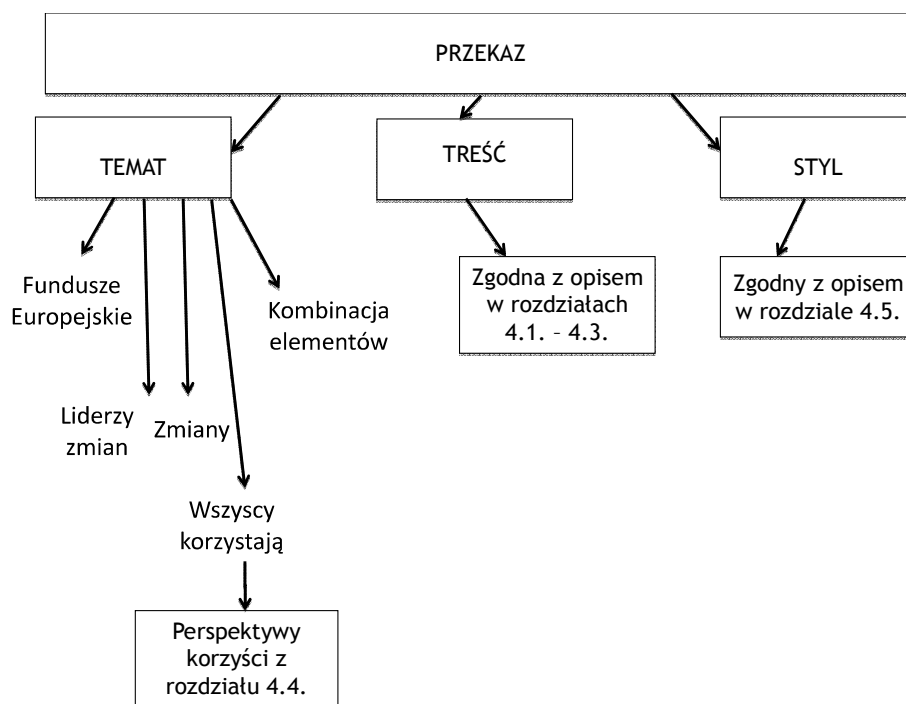 PRZEKAZ
TEMAT
TREŚĆ
STYL
Fundusze
Europejskie
Kombinacja
elementów
Zgodna z opisem
w rozdziałach
4.1. – 4.3.
Zgodny z opisem
w rozdziale 4.5.
Liderzy
zmian
Zmiany
Wszyscy
korzystają
Perspektywy
korzyści z
rozdziału 4.4.